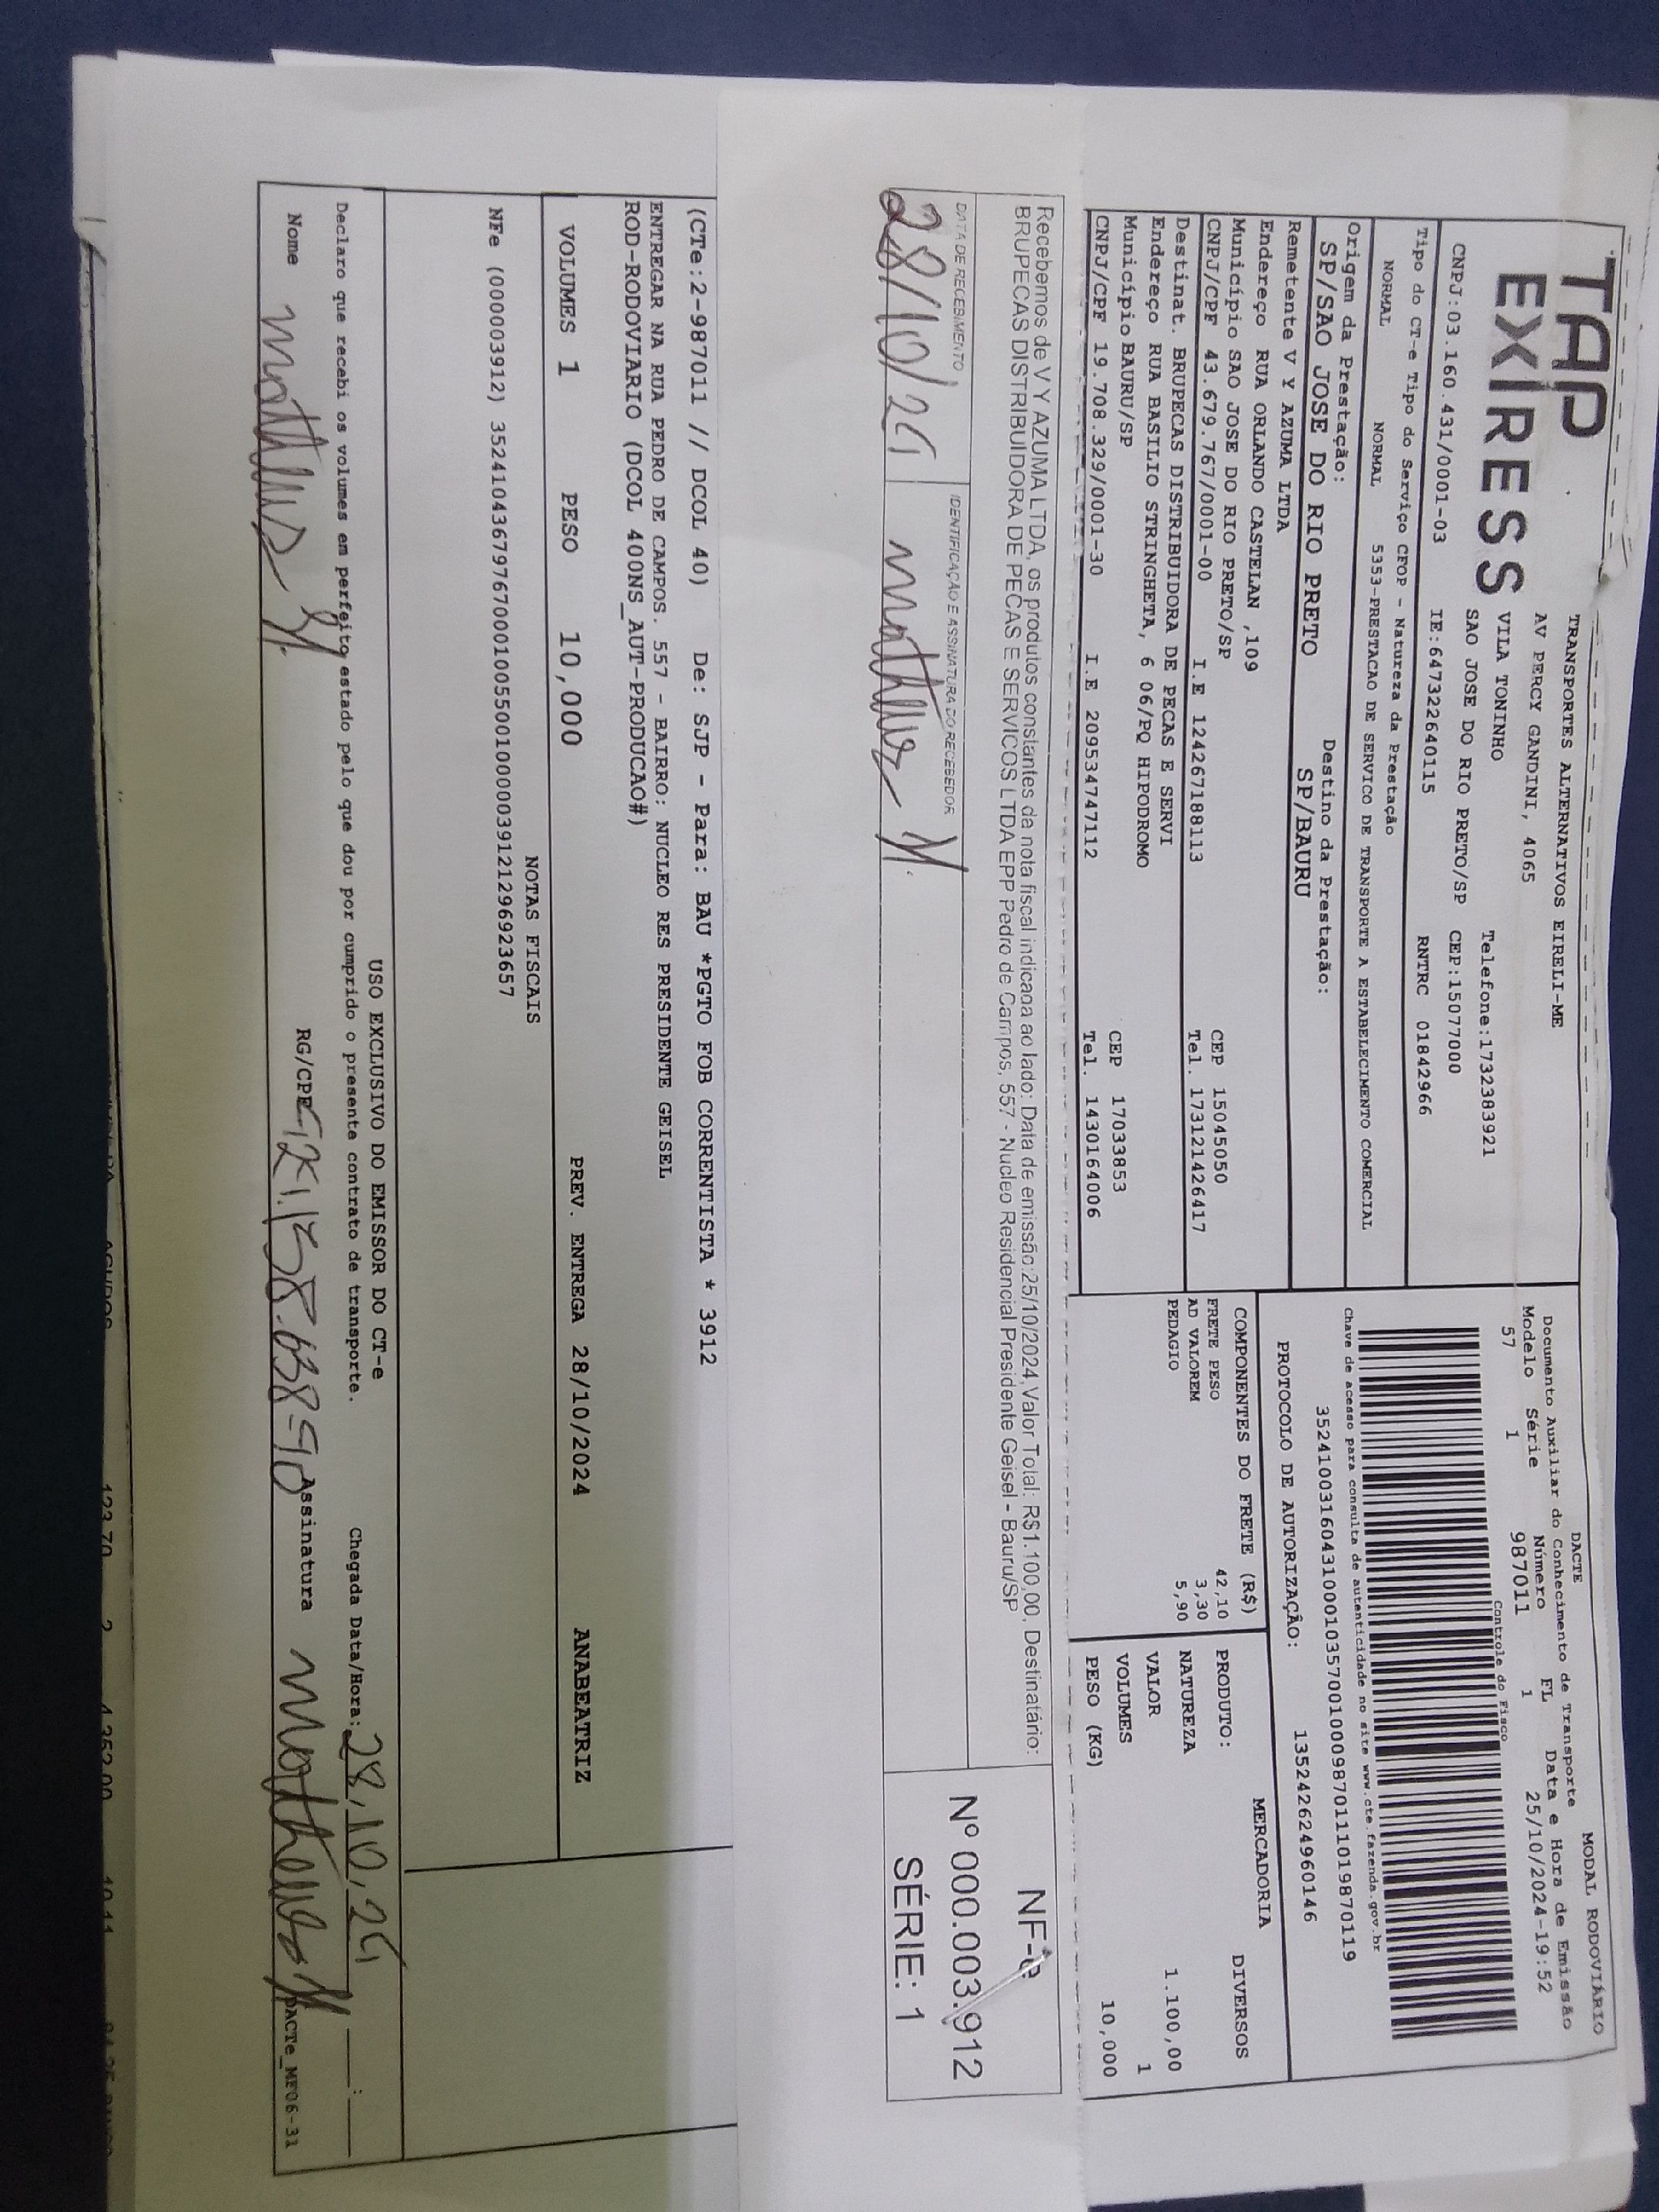 TAP
EXPRESS
TRANSPORTES ALTERNATIVOS EIRELI-ME
AV PERCY GANDINI, 4065
VILA TONINHO
SAO JOSE DO RIO PRETO/SP
Telefone:1732383921
CEP:15077000
CNPJ:03.160.431/0001-03 IE:647322640115 RNTRC 01842966
Tipo do CT-e Tipo do Serviço CFOP - Natureza da Prestação
NORMAL NORMAL 5353-PRESTACAO DE SERVICO DE TRANSPORTE A ESTABELECIMENTO COMERCIAL
Origem da Prestação: Destino da Prestação:
SP/SAO JOSE DO RIO PRETO SP/BAURU
Remetente V Y AZUMA LTDA
Endereço RUA ORLANDO CASTELAN ,109
Município SAO JOSE DO RIO PRETO/SP CEP 15045050
CNPJ/CPF 43.679.767/0001-00 I.E 124267188113 Tel. 173121426417
Destinat. BRUPECAS DISTRIBUIDORA DE PECAS E SERVI
Endereço RUA BASILIO STRINGHETA, 6 06/PQ HIPODROMO
Município BAURU/SP CEP 17033853
CNPJ/CPF 19.708.329/0001-30 I.E 209534747112 Tel. 1430164006
DACTE MODAL RODOVIÁRIO
Documento Auxiliar do Conhecimento de Transporte
Modelo Série Número FL Data e Hora de Emissão
57 1 987011 1 25/10/2024-19:52
Controle do Fisco
Chave de acesso para consulta de autenticidade no site www.cte.fazenda.gov.br
35241003160431000103570010009870111019870119
PROTOCOLO DE AUTORIZAÇÃO: 135242624960146
COMPONENTES DO FRETE (R$)
FRETE PESO 42,10
AD VALOREM 3,30
PEDAGIO 5,90
MERCADORIA
PRODUTO: DIVERSOS
NATUREZA
VALOR 1.100,00
VOLUMES 1
PESO (KG) 10,000
Recebemos de V Y AZUMA LTDA, os produtos constantes da nota fiscal indicada ao lado: Data de emissão:25/10/2024,Valor Total: R$1.100,00, Destinatário:
BRUPECAS DISTRIBUIDORA DE PECAS E SERVICOS LTDA EPP Pedro de Campos, 557 - Nucleo Residencial Presidente Geisel - Bauru/SP
DATA DE RECEBIMENTO IDENTIFICAÇÃO E ASSINATURA DO RECEBEDOR
28/10/24 Matheus H.
NF-e
Nº 000.003.912
SÉRIE: 1
(CTe:2-987011 // DCOL 40) De: SJP - Para: BAU *PGTO FOB CORRENTISTA * 3912
ENTREGAR NA RUA PEDRO DE CAMPOS. 557 - BAIRRO: NUCLEO RES PRESIDENTE GEISEL
ROD-RODOVIARIO (DCOL 400NS_AUT-PRODUCAO#)
VOLUMES 1 PESO 10,000 PREV. ENTREGA 28/10/2024 ANABEATRIZ
NOTAS FISCAIS
NFe (000003912) 35241043679767000100550010000039121296923657
USO EXCLUSIVO DO EMISSOR DO CT-e
Declaro que recebi os volumes em perfeito estado pelo que dou por cumprido o presente contrato de transporte. Chegada Data/Hora: 28,10,24 __:__
Nome Matheus H. RG/CPF Assinatura Matheus H
DACTe_MF06-31